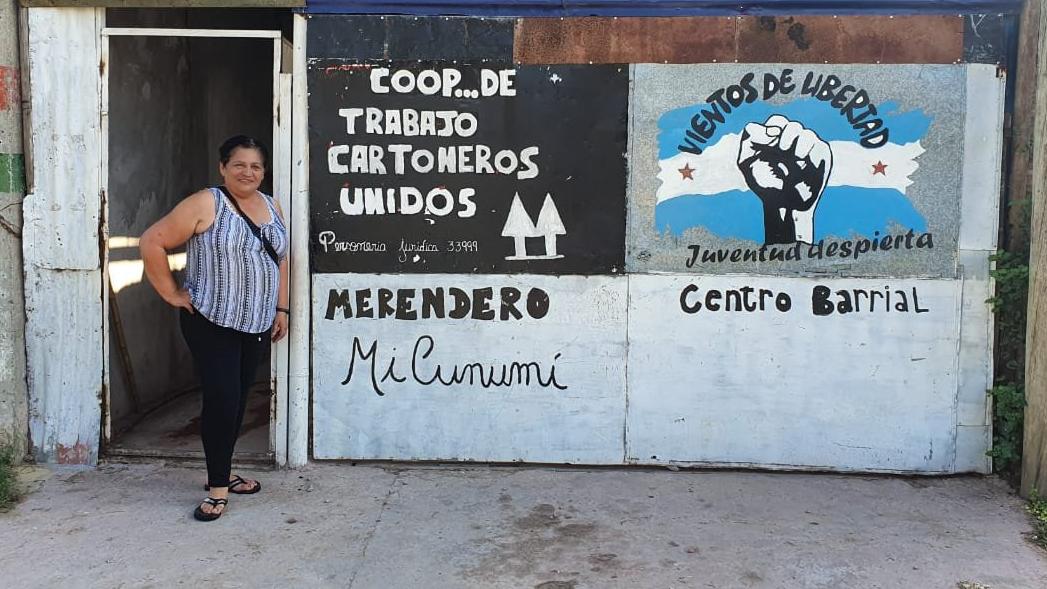 COOP...DE
TRABAJO
CARTONEROS
UNIDOS
Personeria Juridica 33999
VIENTOS DE LIBERTAD
Juventud despierta
MERENDERO
Mi Cunumí
Centro Barrial